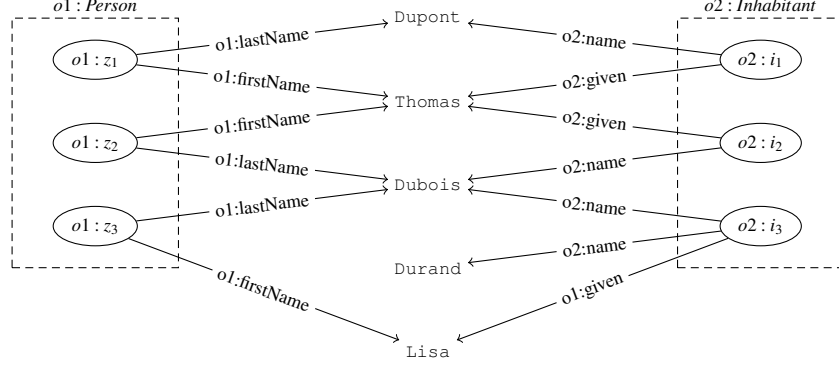 o1 : Person
o2 : Inhabitant
Dupont
o1:lastName
o2:name
o1 : z1
o2 : i1
o1:firstName
o2:given
Thomas
o1:firstName
o2:given
o1 : z2
o2 : i2
o1:lastName
o2:name
Dubois
o1:lastName
o2:name
o1 : z3
o2 : i3
o2:name
Durand
o1:firstName
o1:given
Lisa